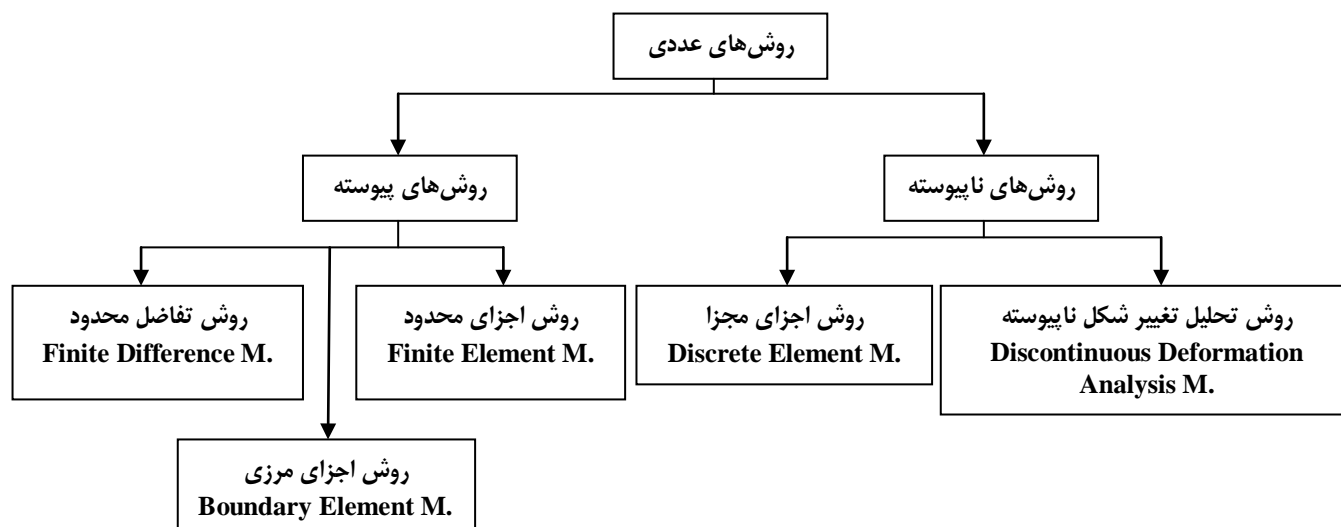 روش‌های عددی
روش‌های پیوسته
روش‌های ناپیوسته
روش تفاضل محدود
Finite Difference M.
روش اجزای محدود
Finite Element M.
روش اجزای مجزا
Discrete Element M.
روش تحلیل تغییر شکل ناپیوسته
Discontinuous Deformation
Analysis M.
روش اجزای مرزی
Boundary Element M.